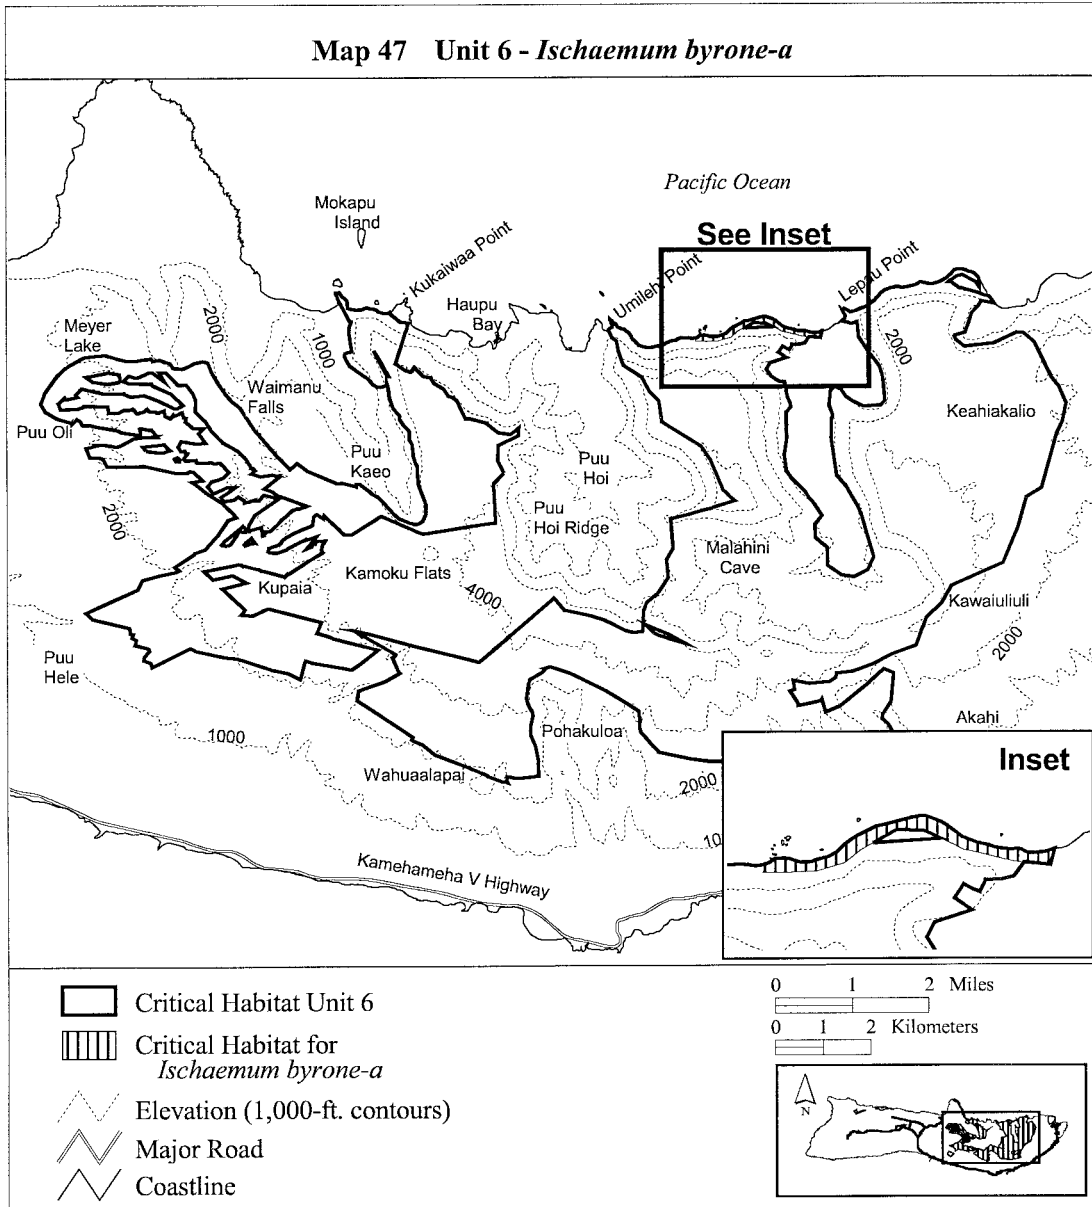 Map 47 Unit 6 - Ischaemum byrone-a
Pacific Ocean
Mokapu
Island
See Inset
Kukaiwaa Point
Umilehi Point
Lepau Point
Haupu
Bay
2000
1000
2000
Meyer
Lake
Waimanu
Falls
Keahiakalio
Puu Oli
Puu
Kaeo
Puu
Hoi
Puu
Hoi Ridge
2000
Malahini
Cave
Kamoku Flats
Kupaia
4000
Kawaiuliuli
2000
Puu
Hele
Akahi
1000
Pohakuloa
Wahuaalapai
2000
10
Inset
Kamehameha V Highway
Critical Habitat Unit 6
Critical Habitat for
Ischaemum byrone-a
Elevation (1,000-ft. contours)
Major Road
Coastline
0 1 2 Miles
0 1 2 Kilometers
N